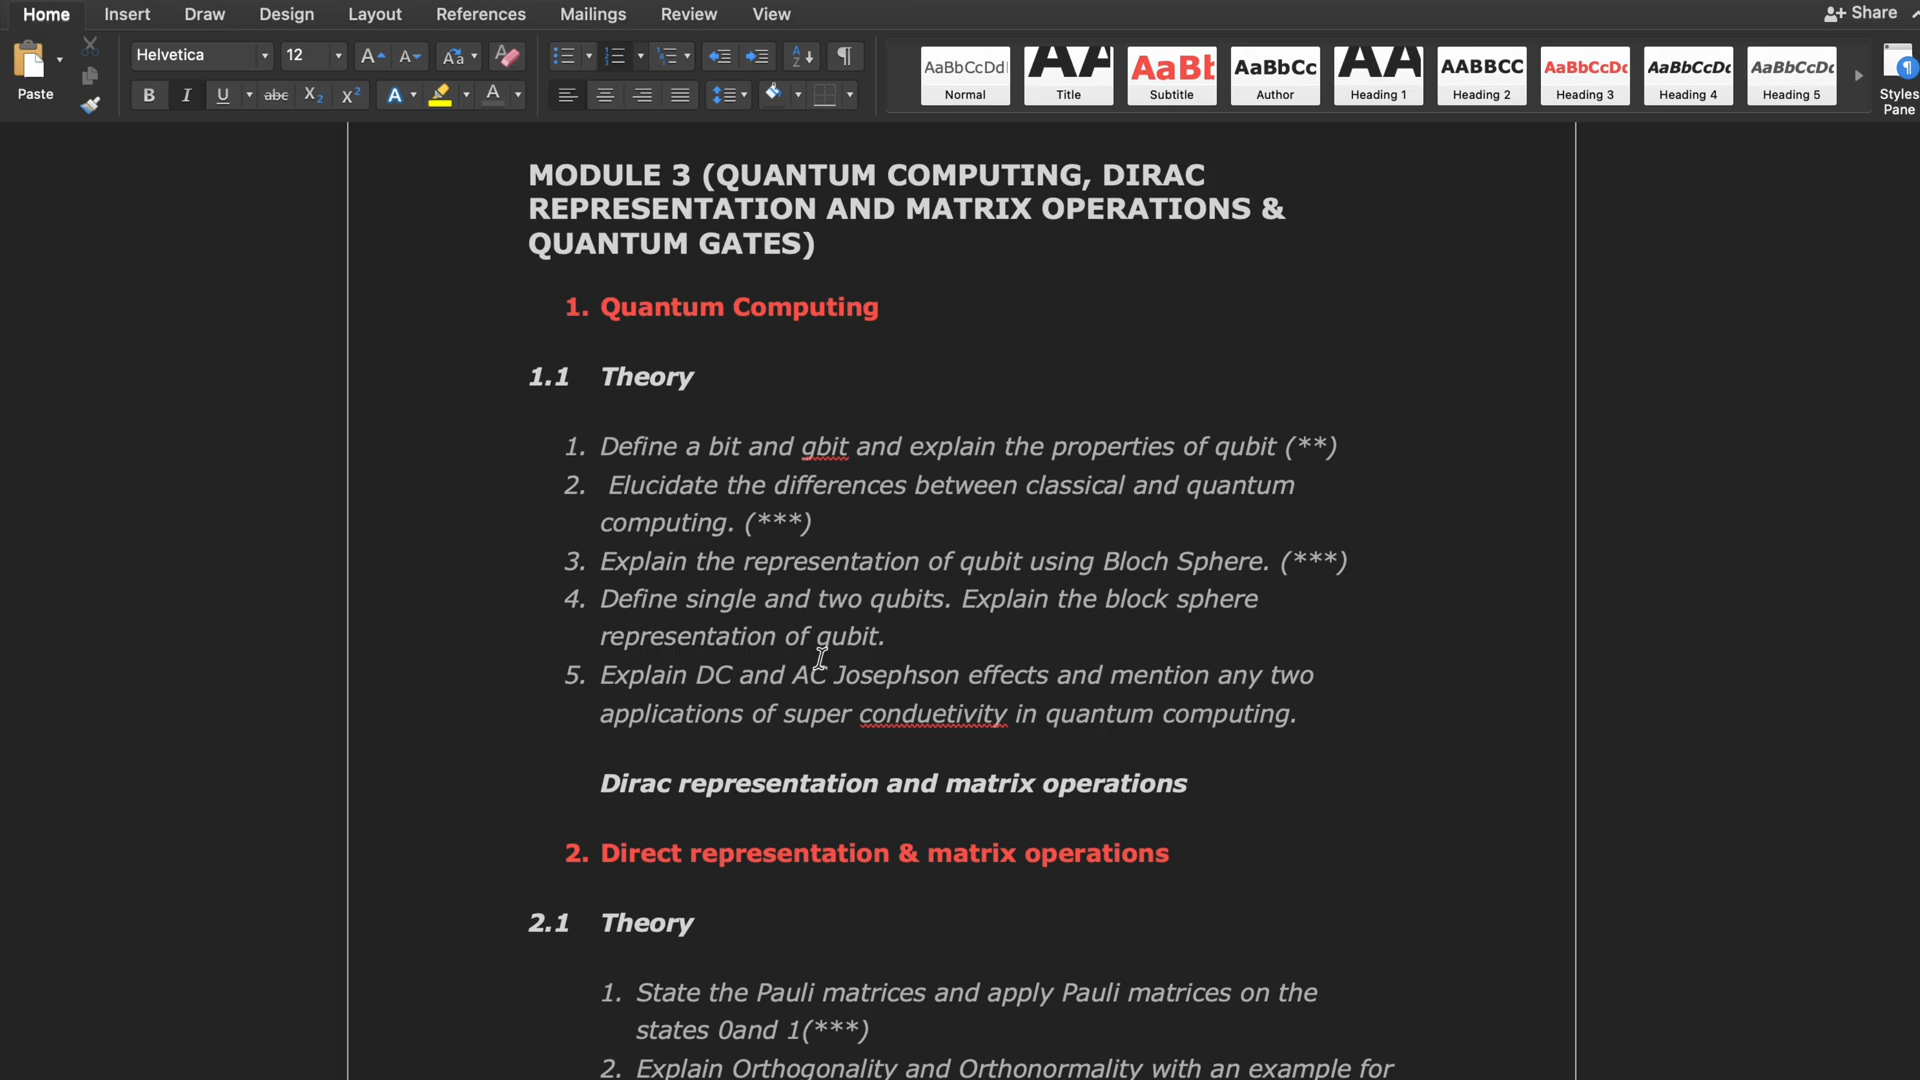 Home Insert Draw Design Layout References Mailings Review View Share
Helvetica 12
Paste
B I U abc X2 X2 A A
AaBbCcDd Normal
AA Title
AaBb Subtitle
AaBbCc Author
AA Heading 1
AABBCC Heading 2
AaBbCcDc Heading 3
AaBbCcDc Heading 4
AaBbCcDc Heading 5
Styles Pane
MODULE 3 (QUANTUM COMPUTING, DIRAC
REPRESENTATION AND MATRIX OPERATIONS &
QUANTUM GATES)
1. Quantum Computing
1.1 Theory
1. Define a bit and gbit and explain the properties of qubit (**)
2. Elucidate the differences between classical and quantum
computing. (***)
3. Explain the representation of qubit using Bloch Sphere. (***)
4. Define single and two qubits. Explain the block sphere
representation of qubit.
5. Explain DC and AC Josephson effects and mention any two
applications of super conduetivity in quantum computing.
Dirac representation and matrix operations
2. Direct representation & matrix operations
2.1 Theory
1. State the Pauli matrices and apply Pauli matrices on the
states 0and 1(***)
2. Explain Orthogonality and Orthonormality with an example for